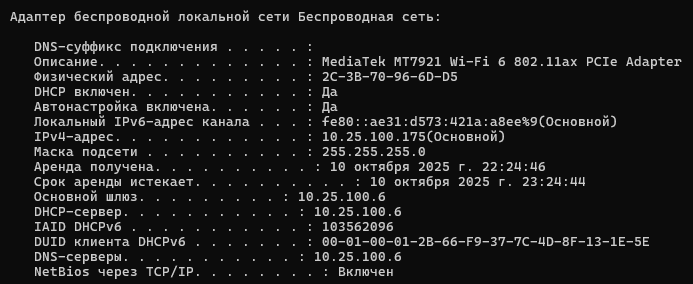 Адаптер беспроводной локальной сети Беспроводная сеть:
DNS-суффикс подключения . . . . . :
Описание. . . . . . . . . . . . . : MediaTek MT7921 Wi-Fi 6 802.11ax PCIe Adapter
Физический адрес. . . . . . . . . : 2C-3B-70-96-6D-D5
DHCP включен. . . . . . . . . . . : Да
Автонастройка включена. . . . . . : Да
Локальный IPv6-адрес канала . . . : fe80::ae31:d573:421a:a8ee%9(Основной)
IPv4-адрес. . . . . . . . . . . . : 10.25.100.175(Основной)
Маска подсети . . . . . . . . . . : 255.255.255.0
Аренда получена. . . . . . . . . . : 10 октября 2025 г. 22:24:46
Срок аренды истекает. . . . . . . . . . : 10 октября 2025 г. 23:24:44
Основной шлюз. . . . . . . . . : 10.25.100.6
DHCP-сервер. . . . . . . . . . . : 10.25.100.6
IAID DHCPv6 . . . . . . . . . . . : 103562096
DUID клиента DHCPv6 . . . . . . . : 00-01-00-01-2B-66-F9-37-7C-4D-8F-13-1E-5E
DNS-серверы. . . . . . . . . . . : 10.25.100.6
NetBios через TCP/IP. . . . . . . . : Включен